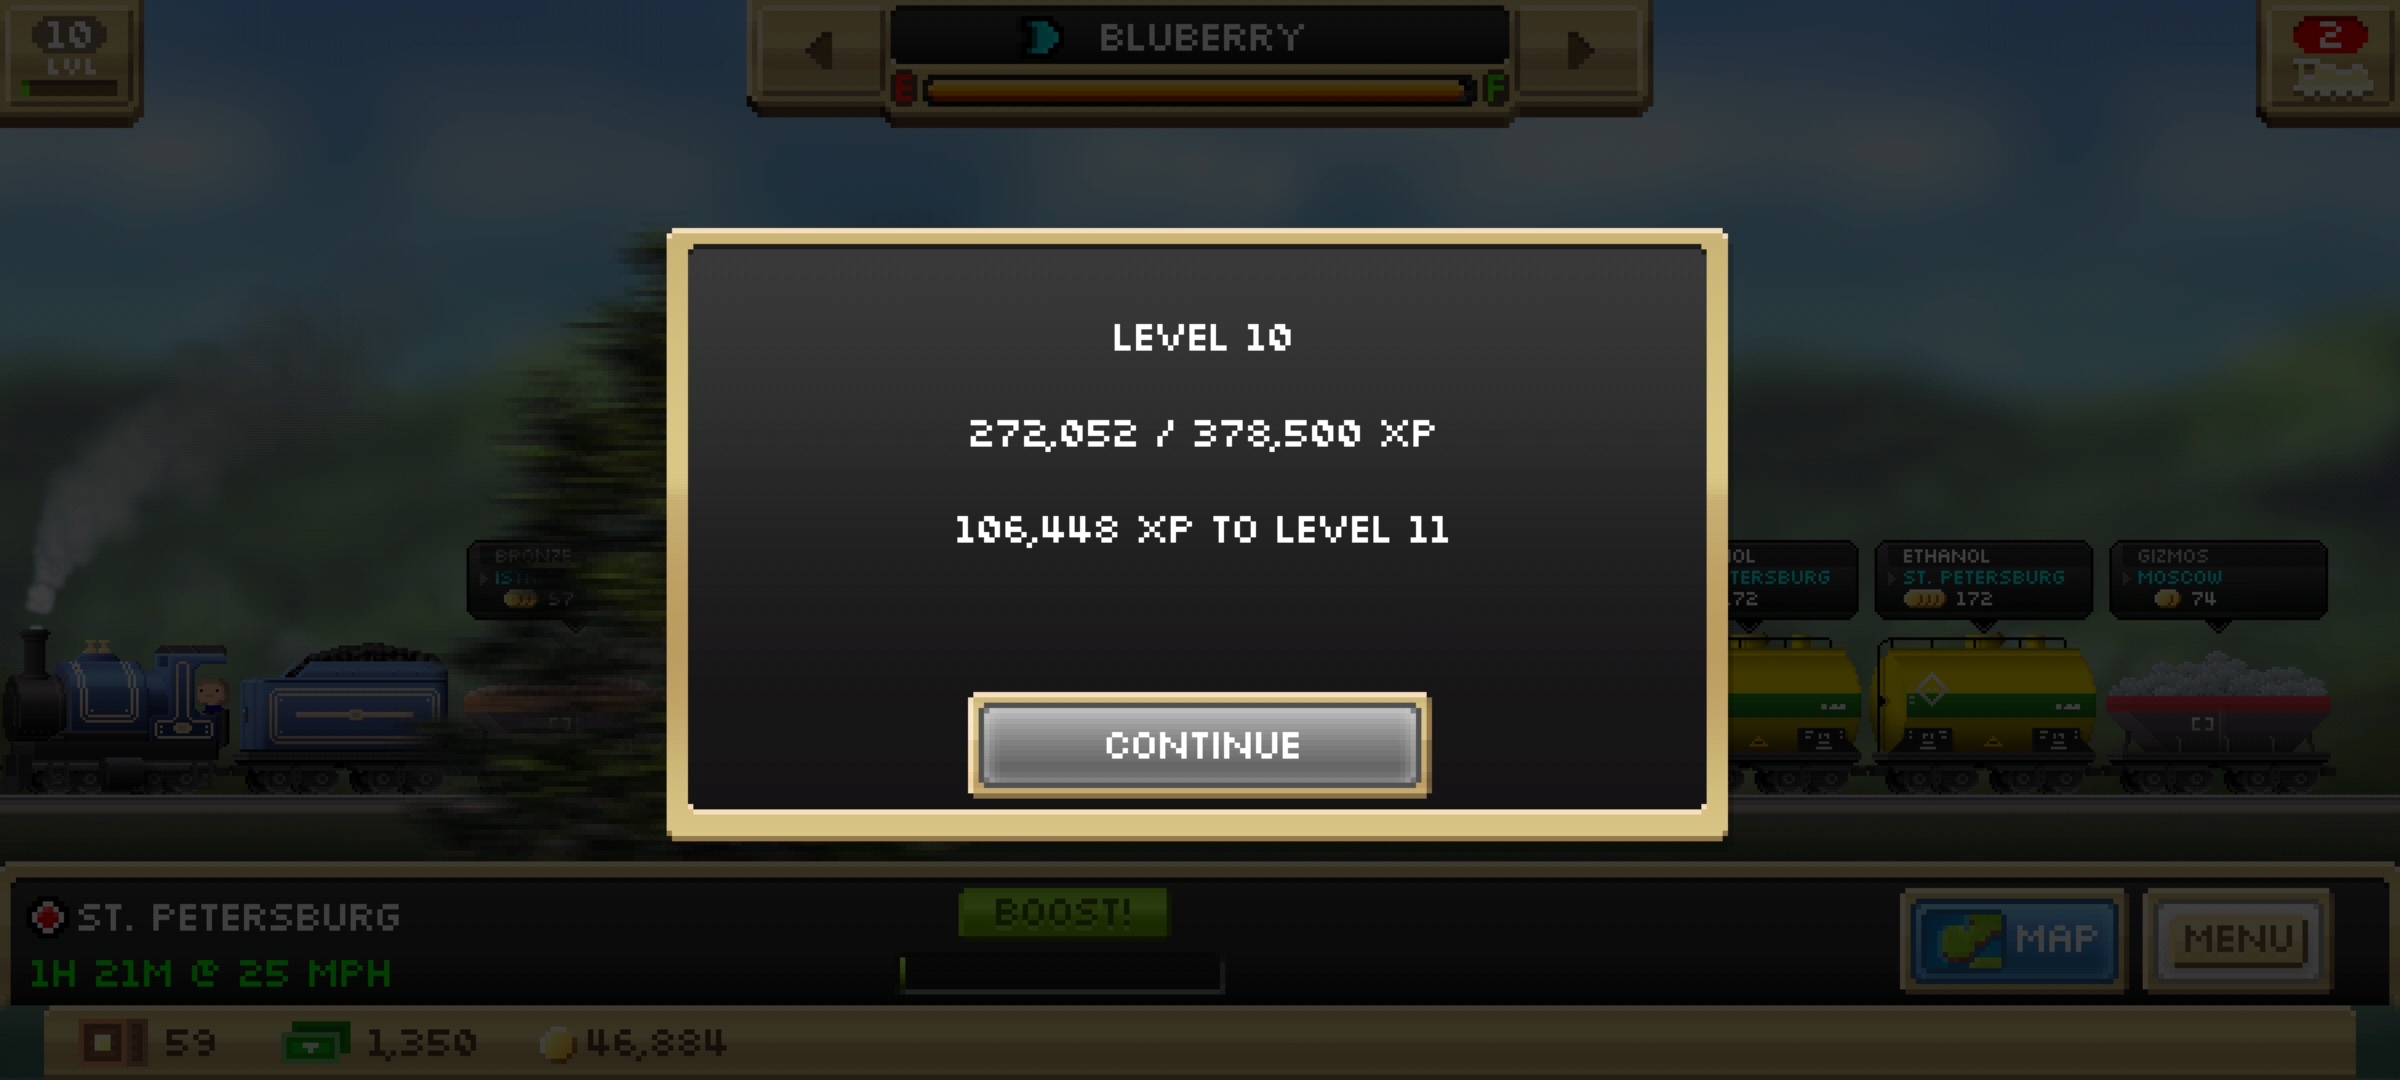 10
LVL
BLUBERRY
E F
2
LEVEL 10
272,052 / 378,500 XP
106,448 XP TO LEVEL 11
CONTINUE
BRONZE
57
172
ETHANOL
ST. PETERSBURG
172
GIZMOS
MOSCOW
74
ST. PETERSBURG
1H 21M @ 25 MPH
BOOST!
MAP
MENU
59
1,350
46,884